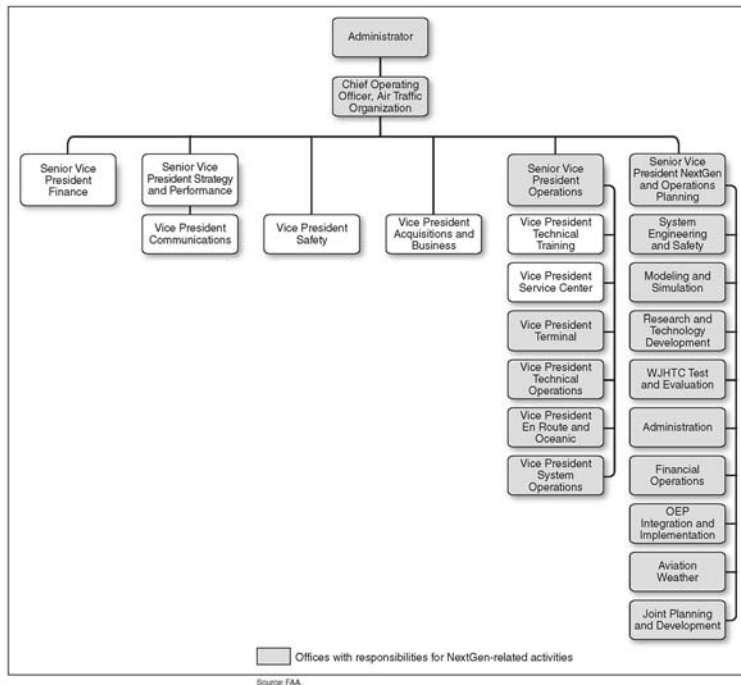 Administrator
Chief Operating
Officer, Air Traffic
Organization
Senior Vice
President
Finance
Senior Vice
President Strategy
and Performance
Senior Vice
President
Operations
Senior Vice
President NextGen
and Operations
Planning
Vice President
Communications
Vice President
Safety
Vice President
Acquisitions and
Business
Vice President
Technical
Training
System
Engineering
and Safety
Vice President
Service Center
Modeling and
Simulation
Vice President
Terminal
Research and
Technology
Development
Vice President
Technical
Operations
WJHTC Test
and Evaluation
Vice President
En Route and
Oceanic
Administration
Vice President
System
Operations
Financial
Operations
OEP
Integration and
Implementation
Aviation
Weather
Joint Planning
and Development
Offices with responsibilities for NextGen-related activities
Source: FAA.